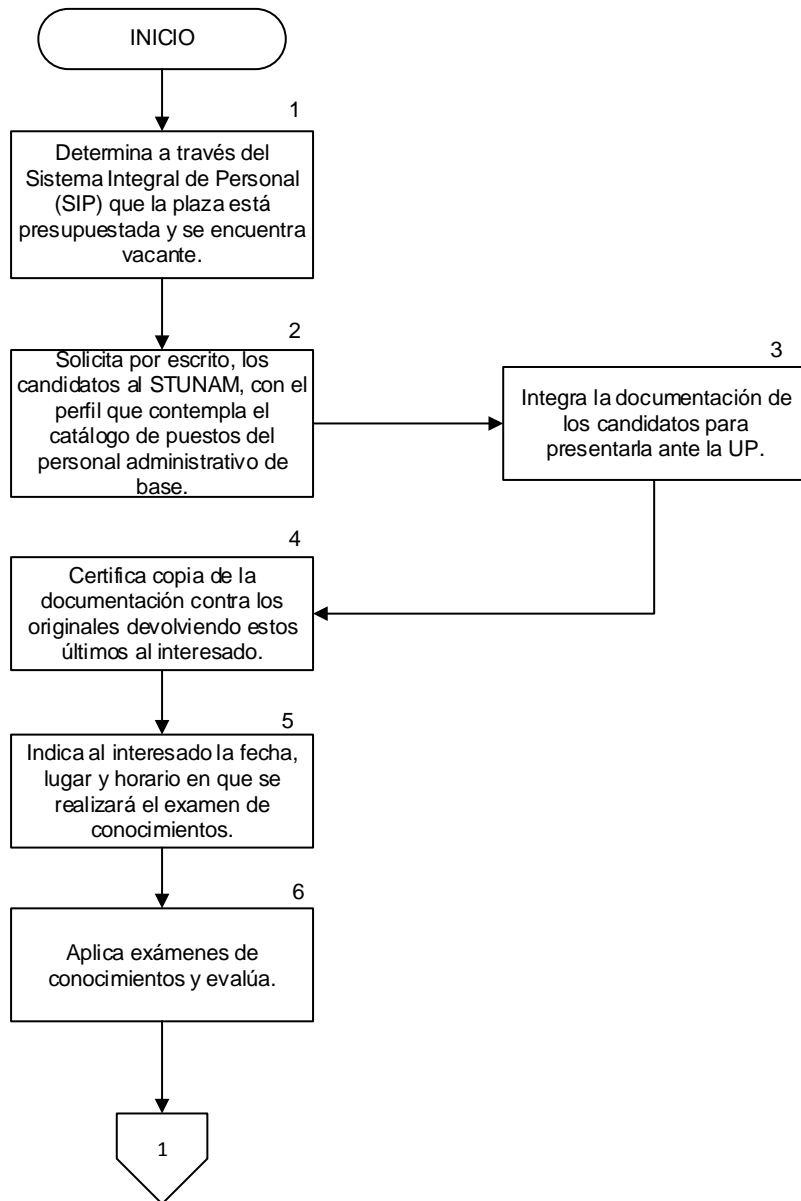 INICIO
1
Determina a través del
Sistema Integral de Personal
(SIP) que la plaza está
presupuestada y se encuentra
vacante.
2
Solicita por escrito, los
candidatos al STUNAM, con el
perfil que contempla el
catálogo de puestos del
personal administrativo de
base.
3
Integra la documentación de
los candidatos para
presentarla ante la UP.
4
Certifica copia de la
documentación contra los
originales devolviendo estos
últimos al interesado.
5
Indica al interesado la fecha,
lugar y horario en que se
realizará el examen de
conocimientos.
6
Aplica exámenes de
conocimientos y evalúa.
1